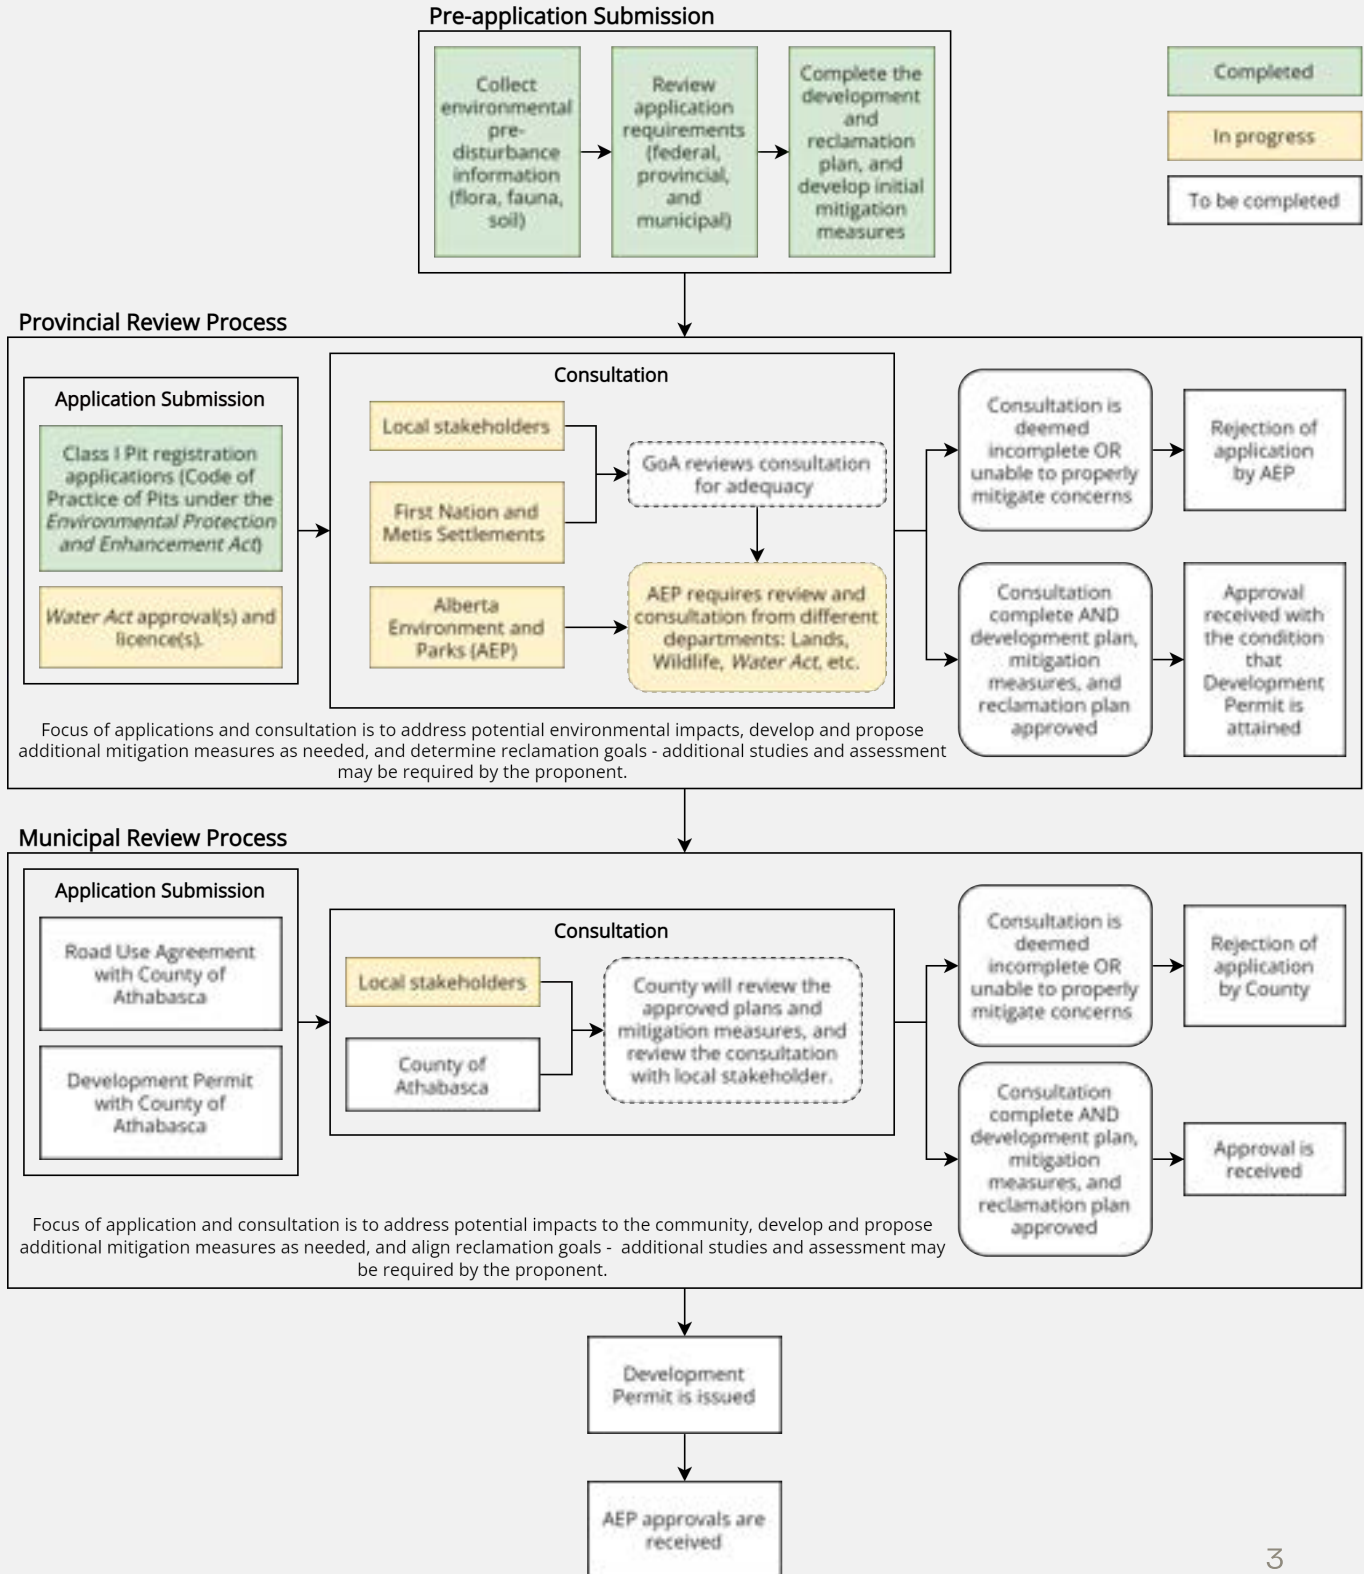 Pre-application Submission
Collect
environmental
pre-
disturbance
information
(flora, fauna,
soil)
Review
application
requirements
(federal,
provincial,
and
municipal)
Complete the
development
and
reclamation
plan, and
develop initial
mitigation
measures
Completed
In progress
To be completed
Provincial Review Process
Application Submission
Class I Pit registration
applications (Code of
Practice of Pits under the
Environmental Protection
and Enhancement Act)
Water Act approval(s) and
licence(s).
Consultation
Local stakeholders
First Nation and
Metis Settlements
Alberta
Environment and
Parks (AEP)
GoA reviews consultation
for adequacy
AEP requires review and
consultation from different
departments: Lands,
Wildlife, Water Act, etc.
Consultation is
deemed
incomplete OR
unable to properly
mitigate concerns
Rejection of
application
by AEP
Consultation
complete AND
development plan,
mitigation
measures, and
reclamation plan
approved
Approval
received with
the condition
that
Development
Permit is
attained
Focus of applications and consultation is to address potential environmental impacts, develop and propose
additional mitigation measures as needed, and determine reclamation goals - additional studies and assessment
may be required by the proponent.
Municipal Review Process
Application Submission
Road Use Agreement
with County of
Athabasca
Development Permit
with County of
Athabasca
Consultation
Local stakeholders
County of
Athabasca
County will review the
approved plans and
mitigation measures, and
review the consultation
with local stakeholder.
Consultation is
deemed
incomplete OR
unable to properly
mitigate concerns
Rejection of
application
by County
Consultation
complete AND
development plan,
mitigation
measures, and
reclamation plan
approved
Approval is
received
Focus of application and consultation is to address potential impacts to the community, develop and propose
additional mitigation measures as needed, and align reclamation goals -  additional studies and assessment may
be required by the proponent.
Development
Permit is issued
AEP approvals are
received
3